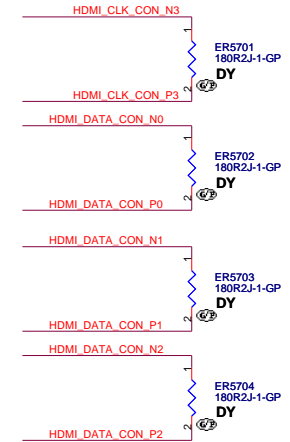 HDMI_CLK_CON_N3
1
ER5701
180R2J-1-GP
DY
2
G/P
HDMI_CLK_CON_P3
HDMI_DATA_CON_N0
1
ER5702
180R2J-1-GP
DY
2
G/P
HDMI_DATA_CON_P0
HDMI_DATA_CON_N1
1
ER5703
180R2J-1-GP
DY
2
G/P
HDMI_DATA_CON_P1
HDMI_DATA_CON_N2
1
ER5704
180R2J-1-GP
DY
2
G/P
HDMI_DATA_CON_P2